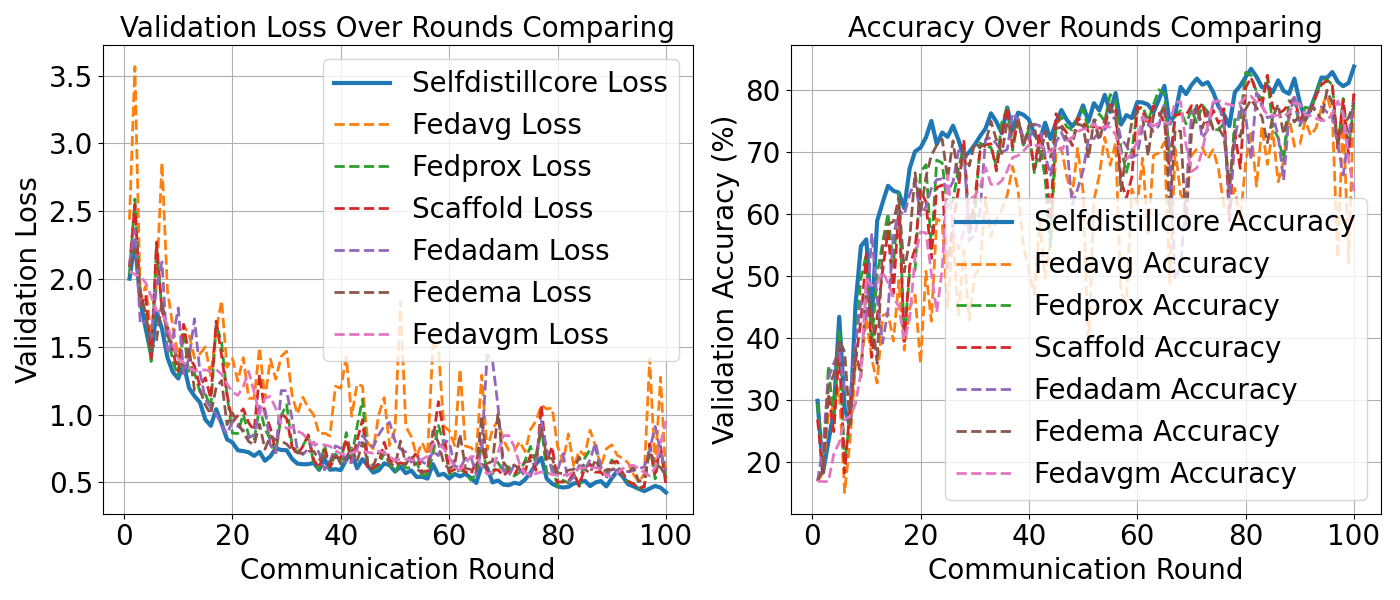 Validation Loss Over Rounds Comparing
Validation Loss
3.5
3.0
2.5
2.0
1.5
1.0
0.5
0
20
40
60
80
100
Communication Round
Selfdistillcore Loss
Fedavg Loss
Fedprox Loss
Scaffold Loss
Fedadam Loss
Fedema Loss
Fedavgm Loss
Accuracy Over Rounds Comparing
Validation Accuracy (%)
80
70
60
50
40
30
20
0
20
40
60
80
100
Communication Round
Selfdistillcore Accuracy
Fedavg Accuracy
Fedprox Accuracy
Scaffold Accuracy
Fedadam Accuracy
Fedema Accuracy
Fedavgm Accuracy